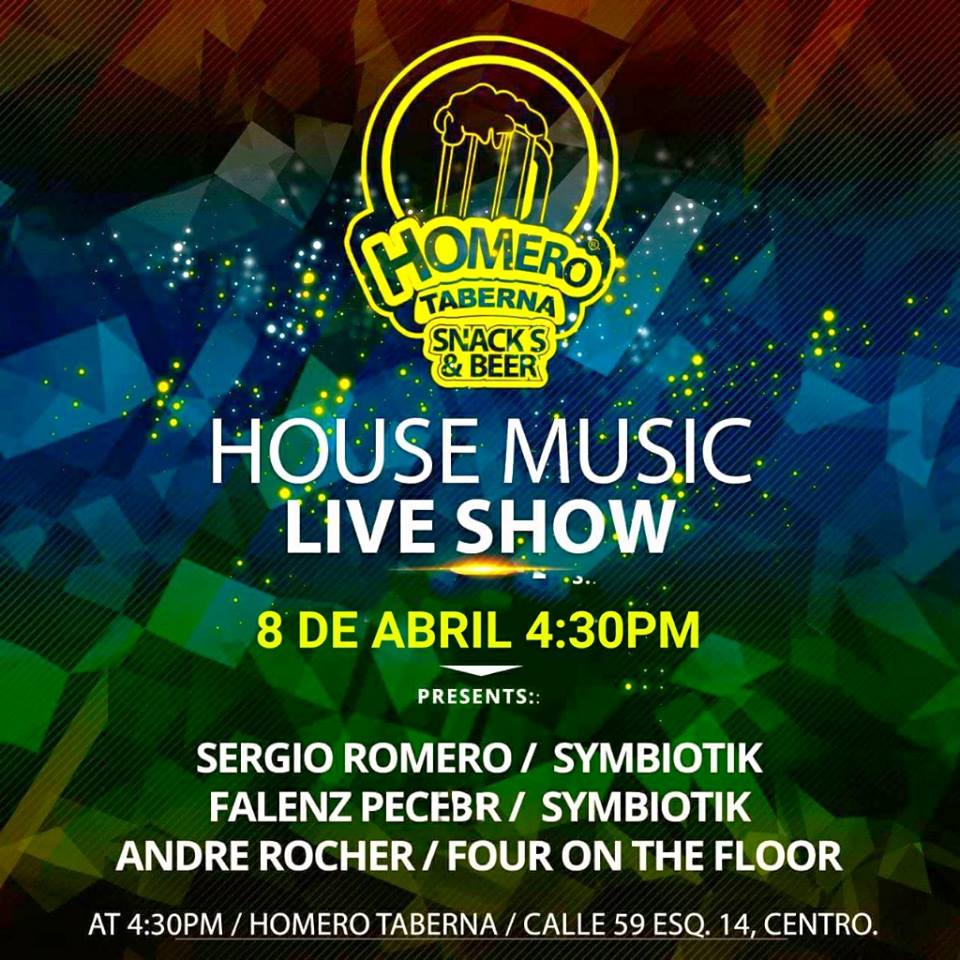 HOMERO®
TABERNA
SNACK S
& BEER
HOUSE MUSIC
LIVE SHOW
8 DE ABRIL 4:30PM
PRESENTS::
SERGIO ROMERO / SYMBIOTIK
FALENZ PECEBR / SYMBIOTIK
ANDRE ROCHER / FOUR ON THE FLOOR
AT 4:30PM / HOMERO TABERNA / CALLE 59 ESQ. 14, CENTRO.